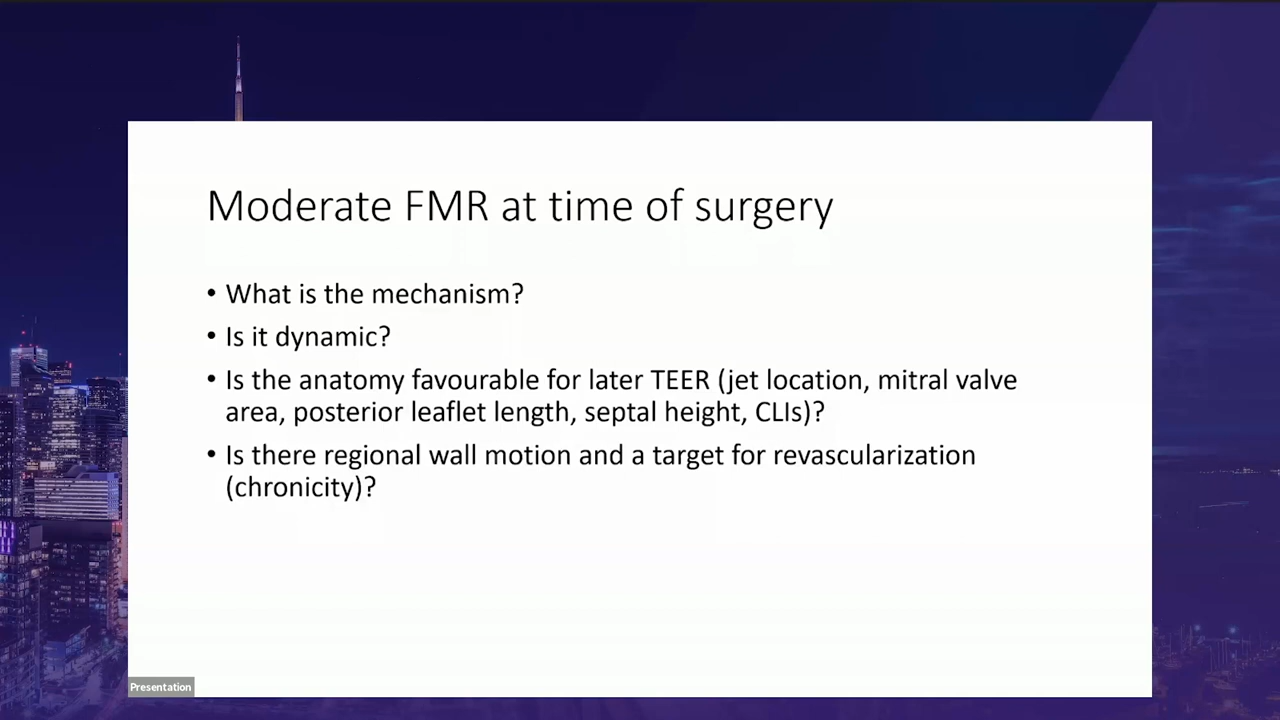 Moderate FMR at time of surgery
• What is the mechanism?
• Is it dynamic?
• Is the anatomy favourable for later TEER (jet location, mitral valve
area, posterior leaflet length, septal height, CLIs)?
• Is there regional wall motion and a target for revascularization
(chronicity)?
Presentation